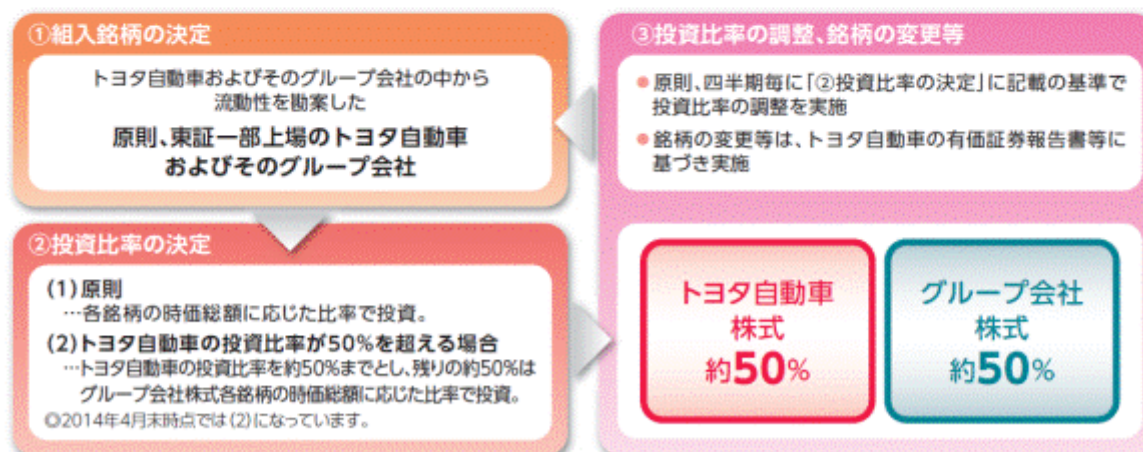 ①組入銘柄の決定
トヨタ自動車およびそのグループ会社の中から
流動性を勘案した
原則、東証一部上場のトヨタ自動車
およびそのグループ会社
②投資比率の決定
(1)原則
…各銘柄の時価総額に応じた比率で投資。
(2)トヨタ自動車の投資比率が50%を超える場合
…トヨタ自動車の投資比率を約50%までとし、残りの約50%は
グループ会社株式各銘柄の時価総額に応じた比率で投資。
◎2014年4月末時点では(2)になっています。
③投資比率の調整、銘柄の変更等
●原則、四半期毎に「②投資比率の決定」に記載の基準で
投資比率の調整を実施
●銘柄の変更等は、トヨタ自動車の有価証券報告書等に
基づき実施
トヨタ自動車
株式
約50%
グループ会社
株式
約50%